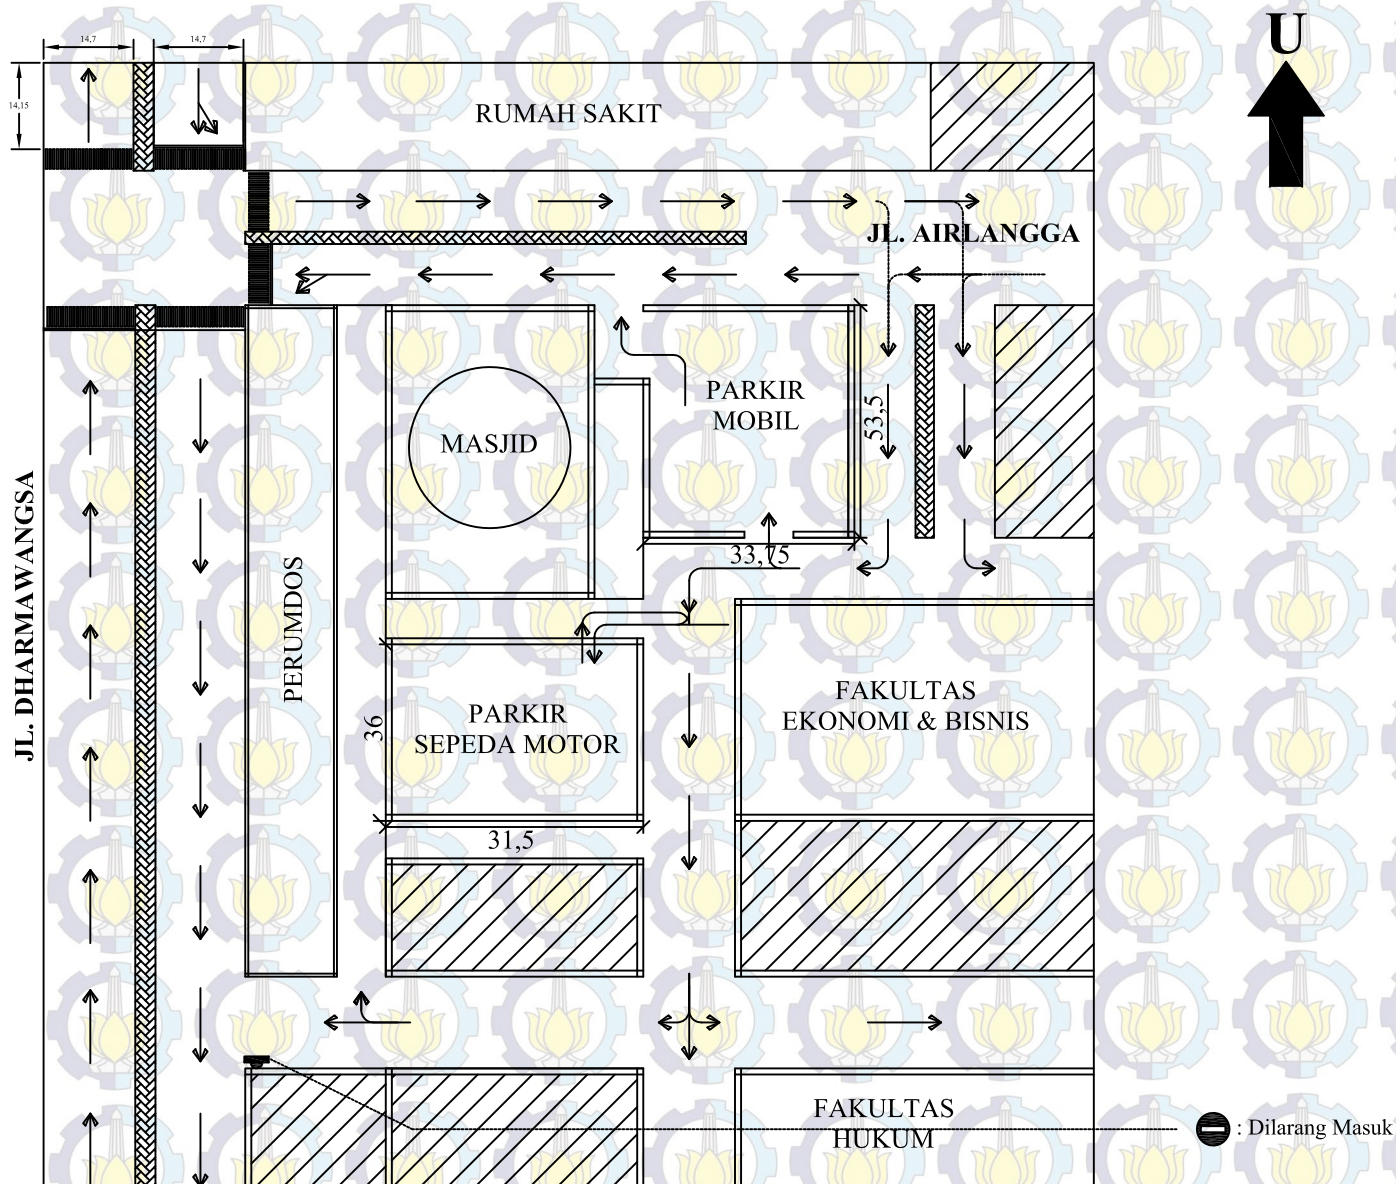 U
14,7
14,7
14,15
RUMAH SAKIT
JL. AIRLANGGA
PARKIR
MOBIL
53,5
MASJID
33,75
JL. DHARMAWANGSA
PERUMDOS
36
PARKIR
SEPEDA MOTOR
FAKULTAS
EKONOMI & BISNIS
31,5
FAKULTAS
HUKUM
: Dilarang Masuk